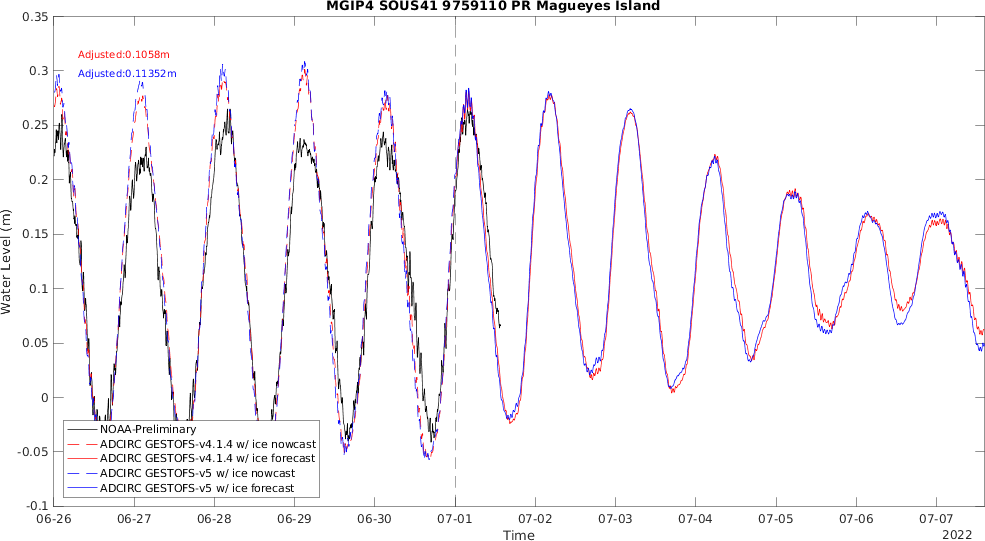 MGIP4 SOUS41 9759110 PR Magueyes Island
Adjusted:0.1058m
Adjusted:0.11352m
0.35
0.3
0.25
0.2
0.15
0.1
0.05
0
-0.05
-0.1
Water Level (m)
NOAA-Preliminary
ADCIRC GESTOFS-v4.1.4 w/ ice nowcast
ADCIRC GESTOFS-v4.1.4 w/ ice forecast
ADCIRC GESTOFS-v5 w/ ice nowcast
ADCIRC GESTOFS-v5 w/ ice forecast
06-26 06-27 06-28 06-29 06-30 07-01 07-02 07-03 07-04 07-05 07-06 07-07
Time
2022